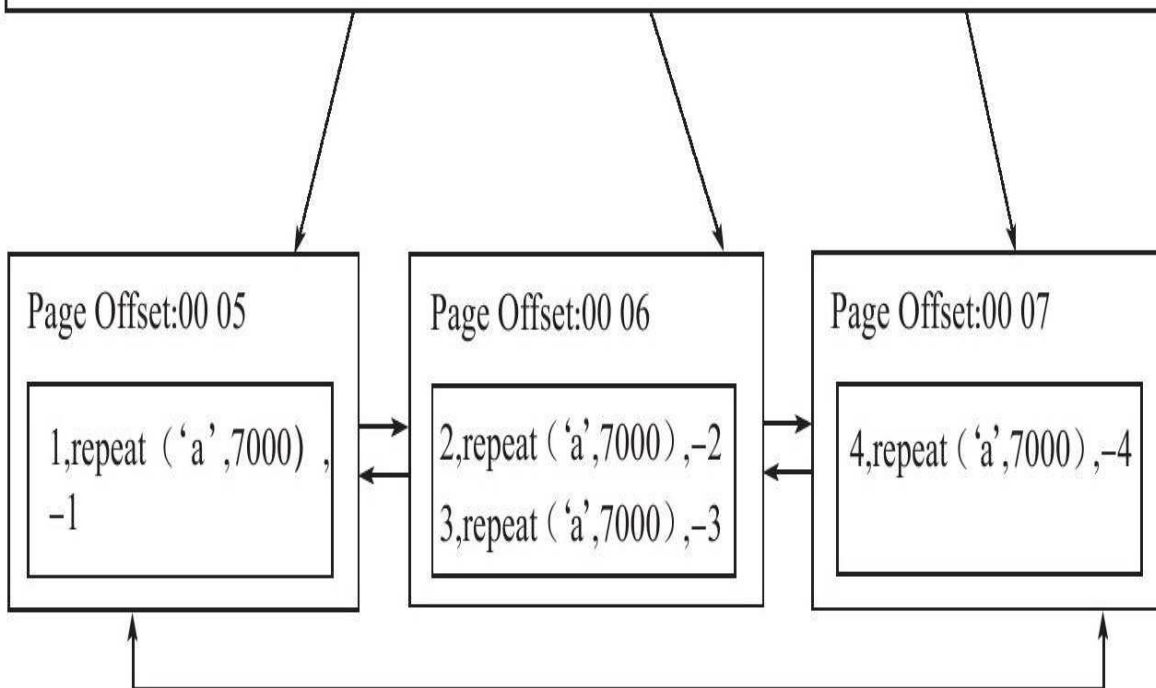 Page Offset:00 05
1,repeat（‘a’,7000）,
–1
Page Offset:00 06
2,repeat（‘a’,7000）,–2
3,repeat（‘a’,7000）,–3
Page Offset:00 07
4,repeat（‘a’,7000）,–4